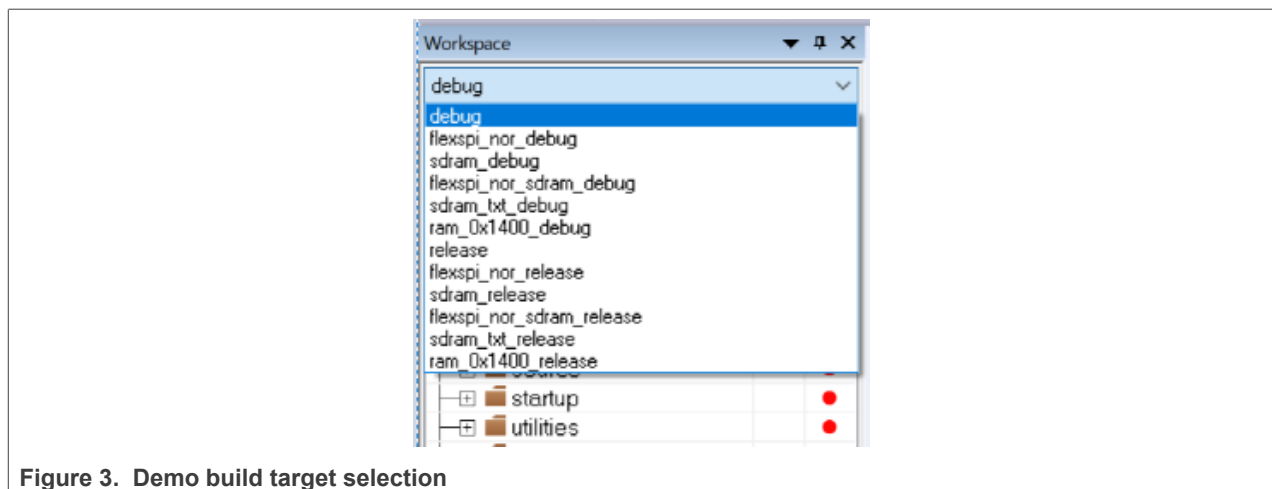 Workspace
debug
debug
flexspi_nor_debug
sdram_debug
flexspi_nor_sdram_debug
sdram_txt_debug
ram_0x1400_debug
release
flexspi_nor_release
sdram_release
flexspi_nor_sdram_release
sdram_txt_release
ram_0x1400_release
startup
utilities
Figure 3. Demo build target selection